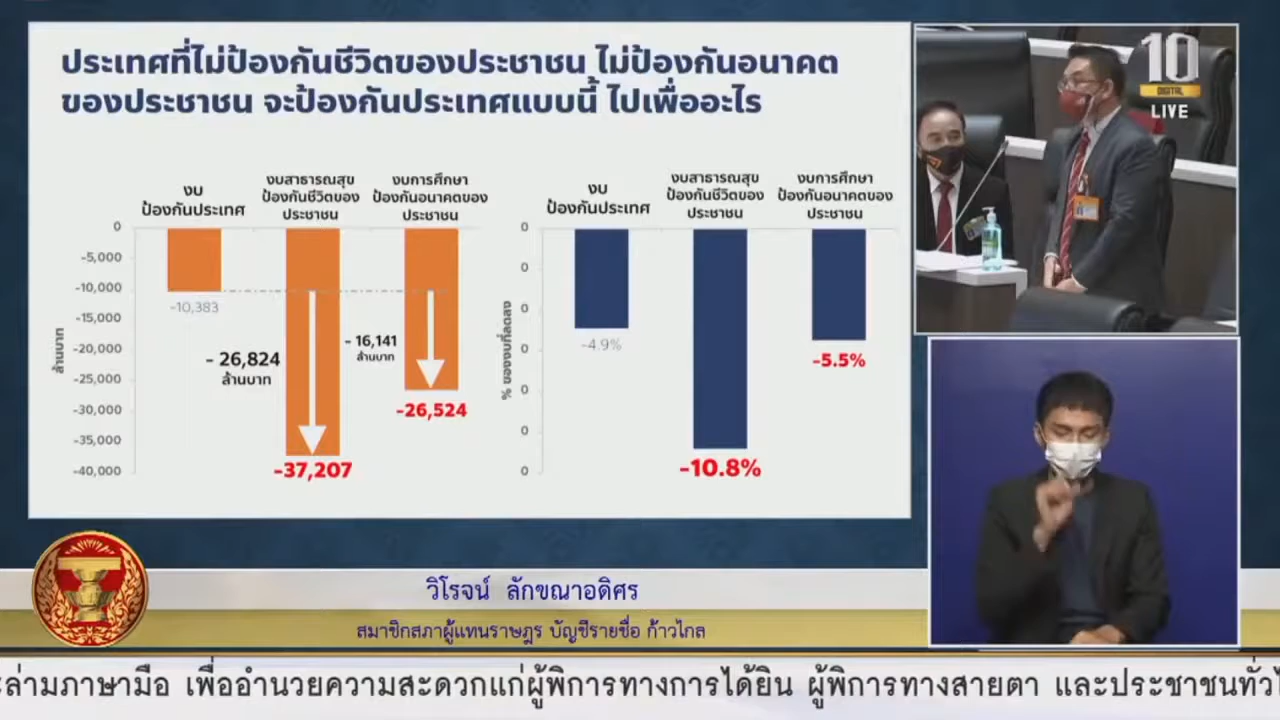 ประเทศที่ไม่ป้องกันชีวิตของประชาชน ไม่ป้องกันอนาคต
ของประชาชน จะป้องกันประเทศแบบนี้ ไปเพื่ออะไร
งบ
ป้องกันประเทศ
งบสาธารณสุข
ป้องกันชีวิตของ
ประชาชน
งบการศึกษา
ป้องกันอนาคตของ
ประชาชน
0
-5,000
-10,000
-15,000
-20,000
-25,000
-30,000
-35,000
-40,000
ล้านบาท
-10,383
- 26,824
ล้านบาท
-37,207
- 16,141
ล้านบาท
-26,524
งบ
ป้องกันประเทศ
งบสาธารณสุข
ป้องกันชีวิตของ
ประชาชน
งบการศึกษา
ป้องกันอนาคตของ
ประชาชน
0
0
0
0
0
0
0
% ของงบที่ลดลง
-4.9%
-10.8%
-5.5%
10
DIGITAL
LIVE
วิโรจน์ ลักขณาอดิศร
สมาชิกสภาผู้แทนราษฎร บัญชีรายชื่อ ก้าวไกล
ะล่ามภาษามือ เพื่ออำนวยความสะดวกแก่ผู้พิการทางการได้ยิน ผู้พิการทางสายตา และประชาชนทั่วไ